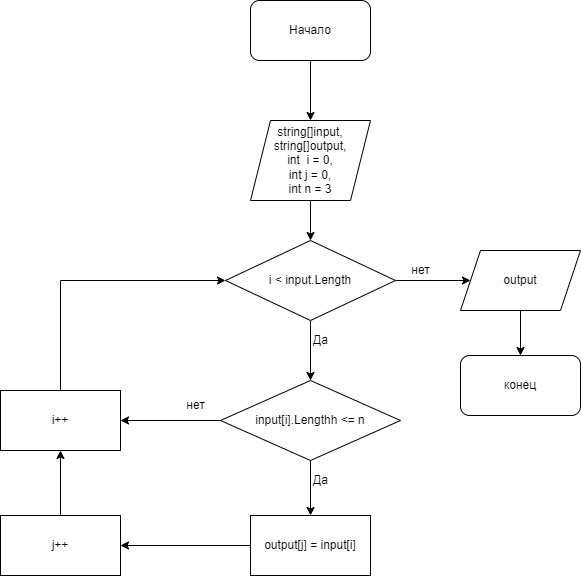 Начало
string[]input,
string[]output,
int i = 0,
int j = 0,
int n = 3
i < input.Length
нет
output
Да
конец
input[i].Lengthh <= n
нет
i++
Да
output[j] = input[i]
j++